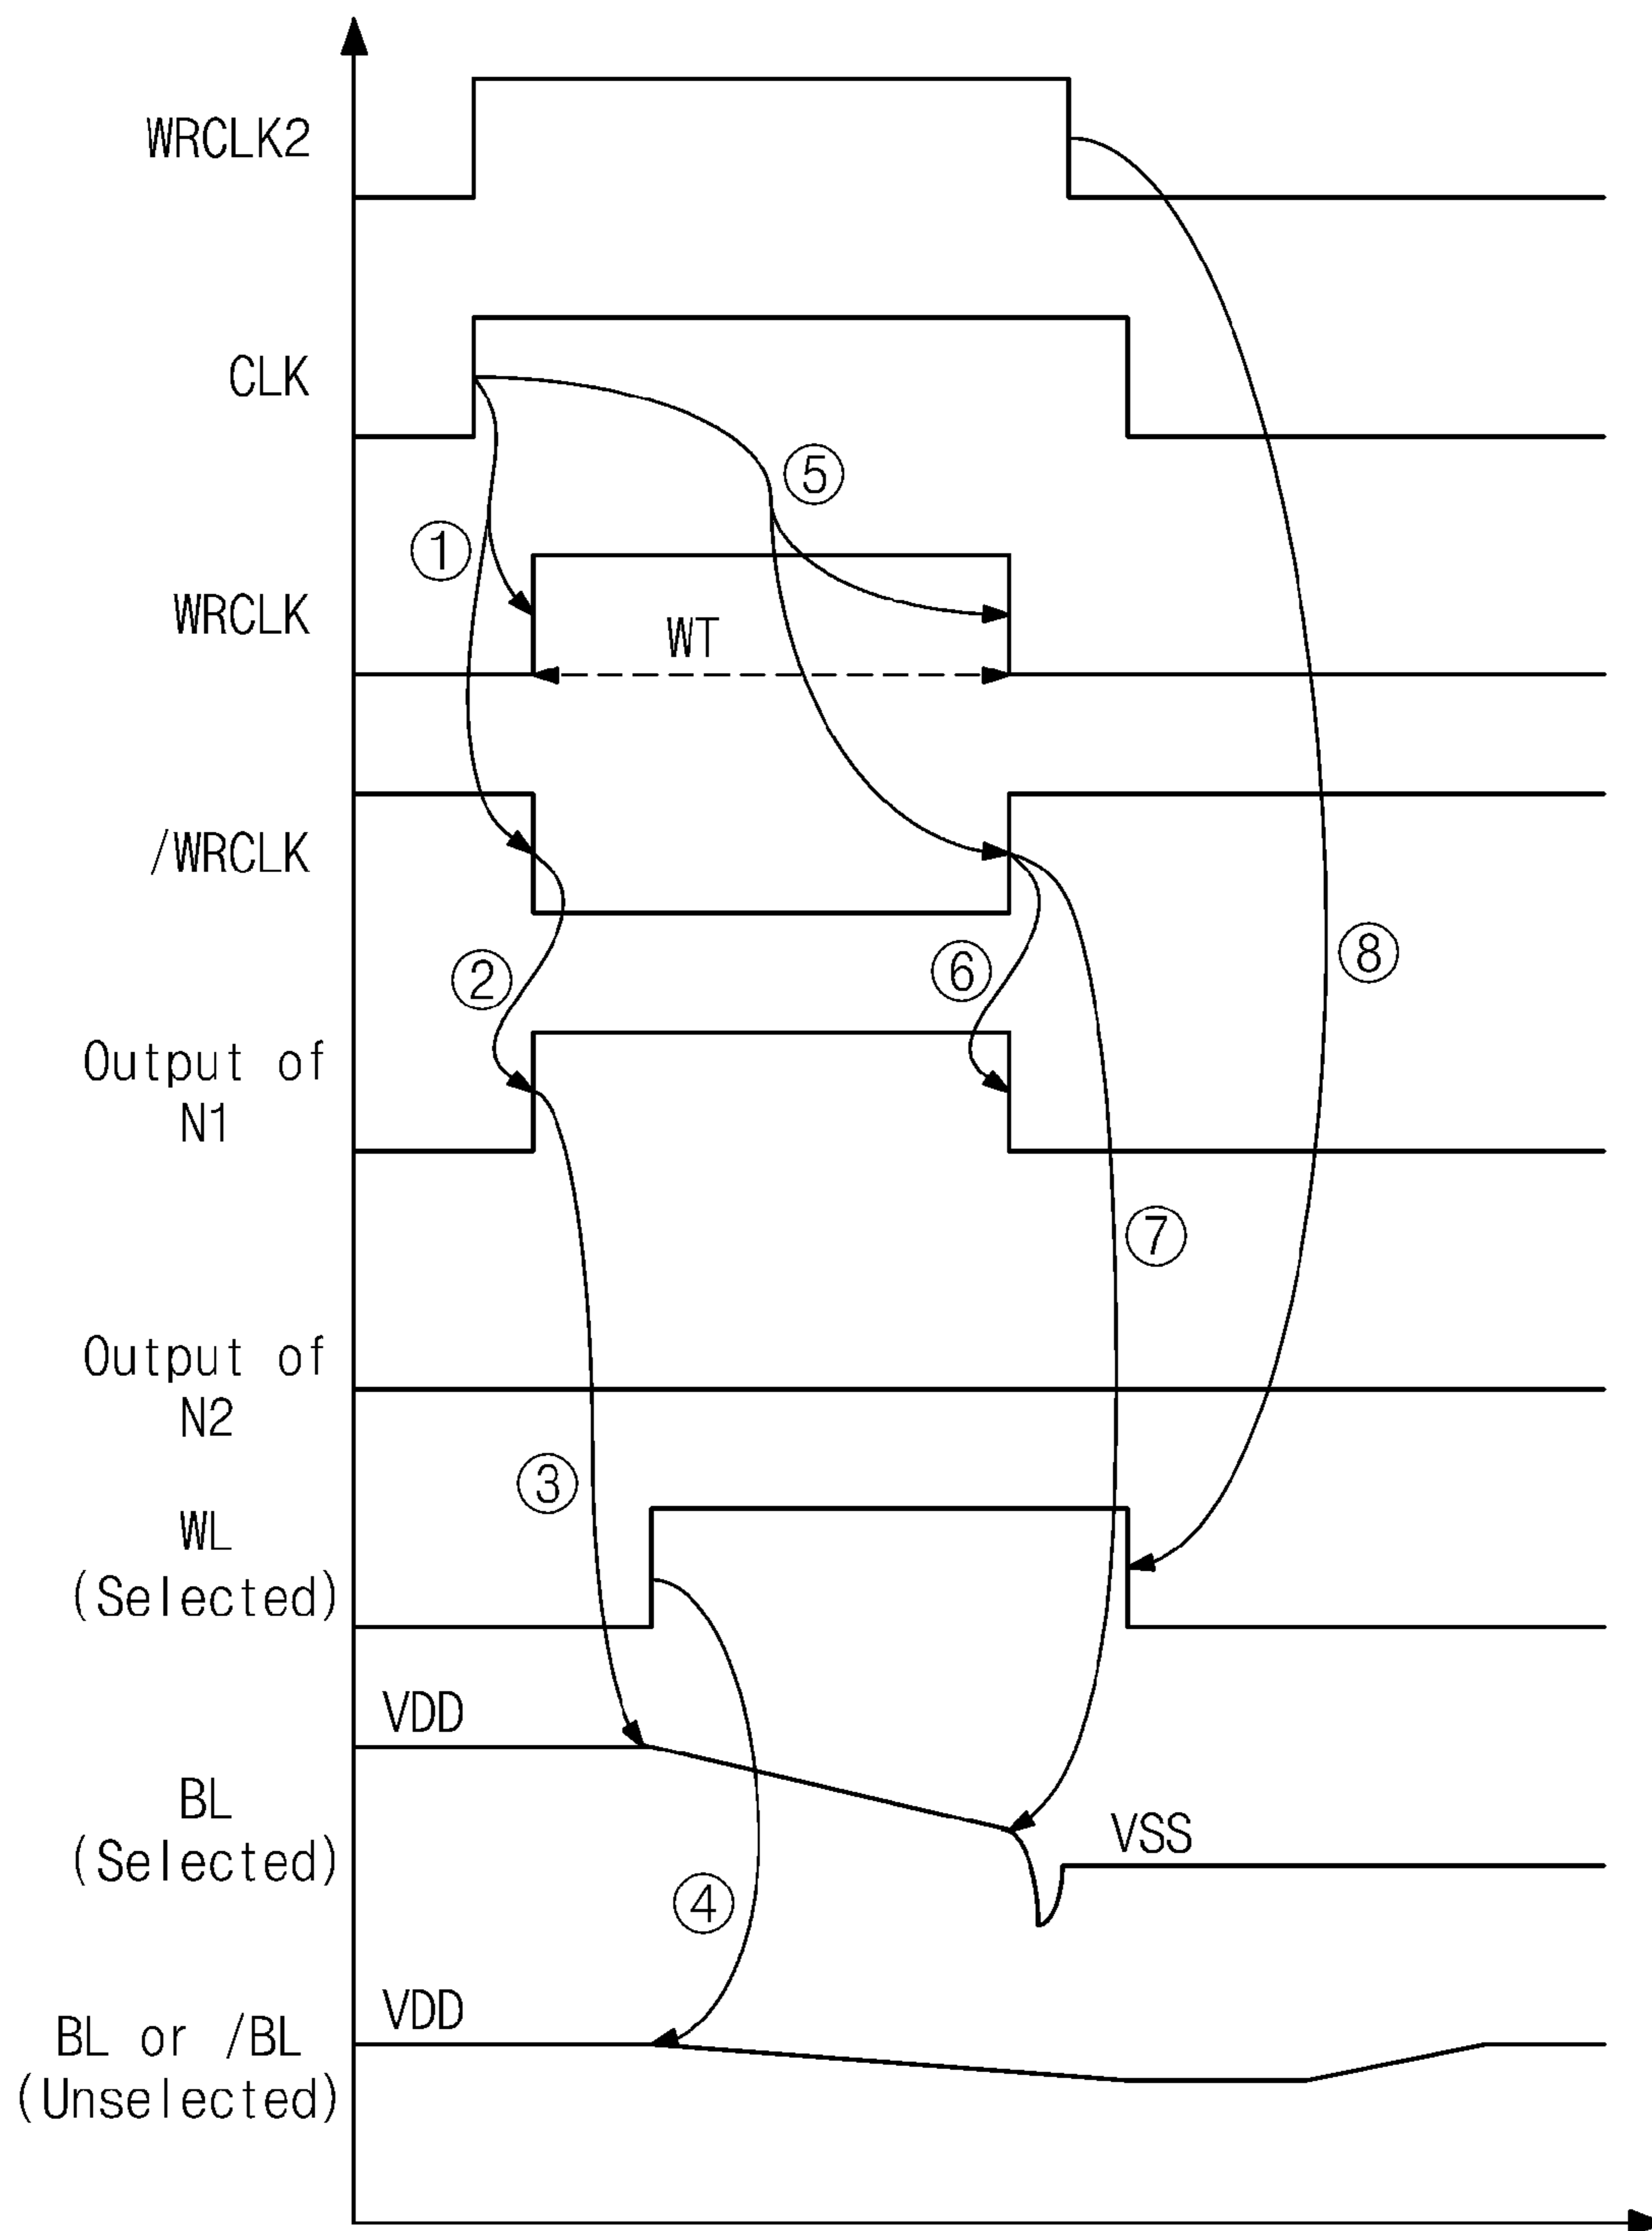 WRCLK2
CLK
⑤
①
WRCLK
WT
/WRCLK
②
⑥
⑧
Output of
N1
⑦
Output of
N2
③
WL
(Selected)
VDD
BL
(Selected)
VSS
④
VDD
BL or /BL
(Unselected)